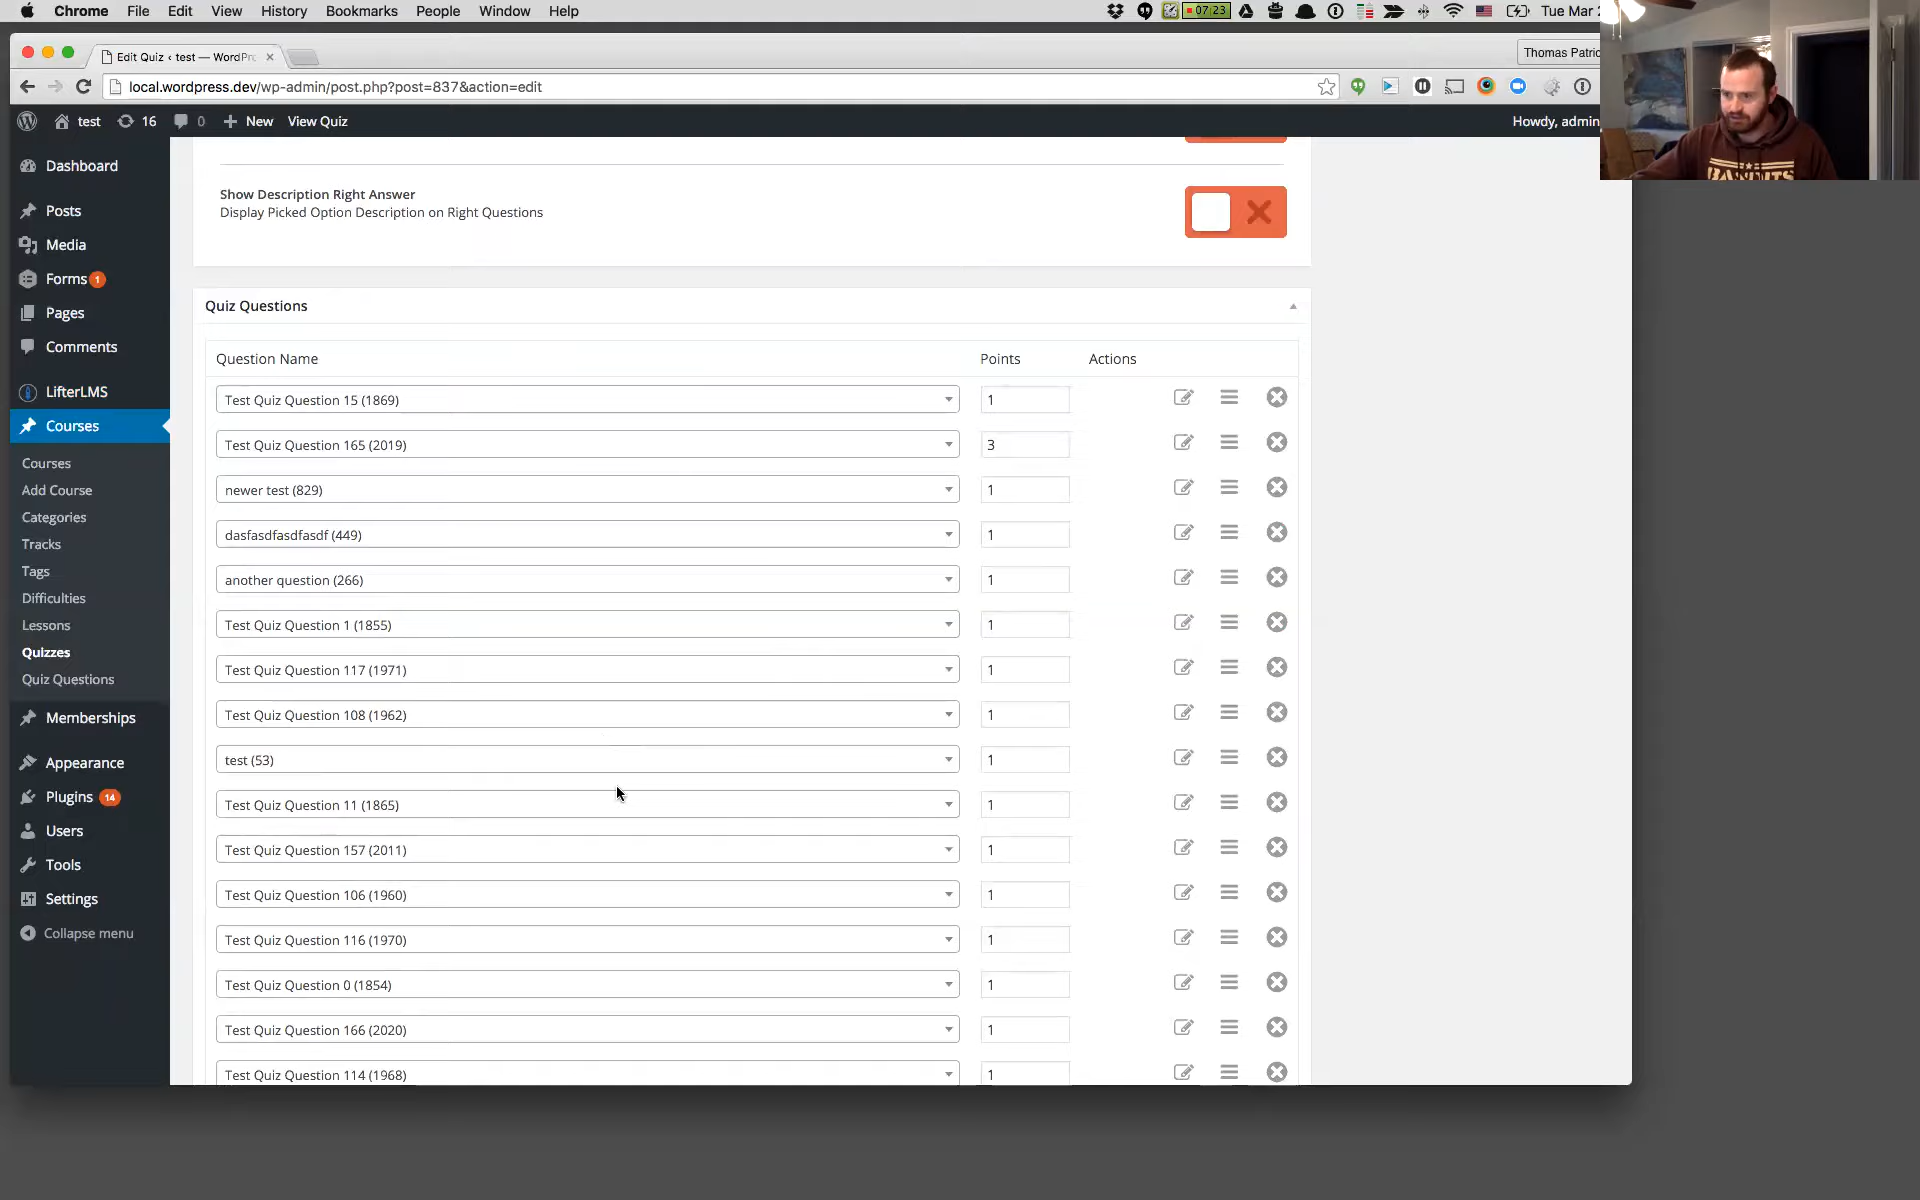 Chrome File Edit View History Bookmarks People Window Help 07:23 Tue Mar
Edit Quiz ‹ test — WordPr
Thomas Patric
local.wordpress.dev/wp-admin/post.php?post=837&action=edit
test 16 0 New View Quiz Howdy, admin
Dashboard
Posts
Media
Forms 1
Pages
Comments
LifterLMS
Courses
Courses
Add Course
Categories
Tracks
Tags
Difficulties
Lessons
Quizzes
Quiz Questions
Memberships
Appearance
Plugins 14
Users
Tools
Settings
Collapse menu
Show Description Right Answer
Display Picked Option Description on Right Questions
Quiz Questions
Question Name Points Actions
Test Quiz Question 15 (1869) 1
Test Quiz Question 165 (2019) 3
newer test (829) 1
dasfasdfasdfasdf (449) 1
another question (266) 1
Test Quiz Question 1 (1855) 1
Test Quiz Question 117 (1971) 1
Test Quiz Question 108 (1962) 1
test (53) 1
Test Quiz Question 11 (1865) 1
Test Quiz Question 157 (2011) 1
Test Quiz Question 106 (1960) 1
Test Quiz Question 116 (1970) 1
Test Quiz Question 0 (1854) 1
Test Quiz Question 166 (2020) 1
Test Quiz Question 114 (1968) 1
BANDITS